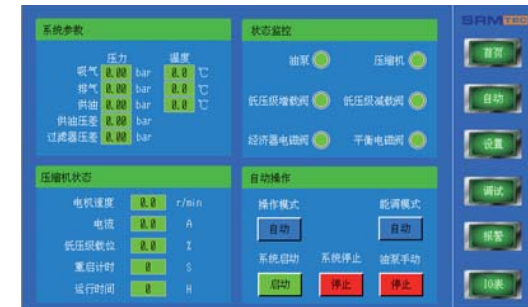 SRMTEC
系统参数
压力 温度
吸气 0.00 bar 0.0 ℃
排气 0.00 bar 0.0 ℃
供油 0.00 bar 0.0 ℃
供油压差 0.00 bar
过滤器压差 0.00 bar
状态监控
油泵 压缩机
低压级增载阀 低压级减载阀
经济器电磁阀 平衡电磁阀
压缩机状态
电机速度 0.0 r/min
电流 0.0 A
低压级载位 0.0 %
重启计时 0 S
运行时间 0 H
自动操作
操作模式 能调模式
自动 自动
系统启动 系统停止 油泵手动
启动 停止 停止
首页
自动
设置
调试
报警
IO表